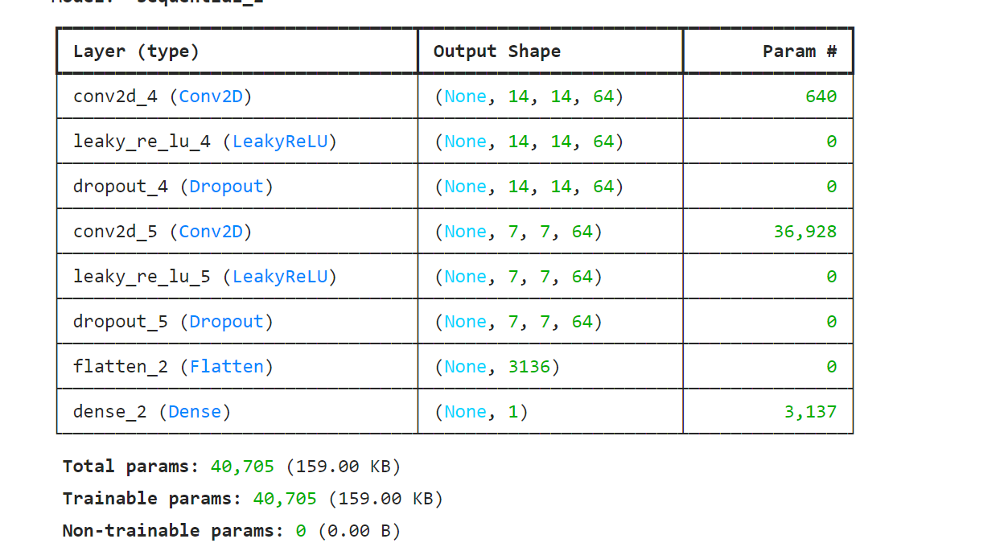 Model: "sequential_2"
Layer (type) Output Shape Param #
conv2d_4 (Conv2D) (None, 14, 14, 64) 640
leaky_re_lu_4 (LeakyReLU) (None, 14, 14, 64) 0
dropout_4 (Dropout) (None, 14, 14, 64) 0
conv2d_5 (Conv2D) (None, 7, 7, 64) 36,928
leaky_re_lu_5 (LeakyReLU) (None, 7, 7, 64) 0
dropout_5 (Dropout) (None, 7, 7, 64) 0
flatten_2 (Flatten) (None, 3136) 0
dense_2 (Dense) (None, 1) 3,137
Total params: 40,705 (159.00 KB)
Trainable params: 40,705 (159.00 KB)
Non-trainable params: 0 (0.00 B)